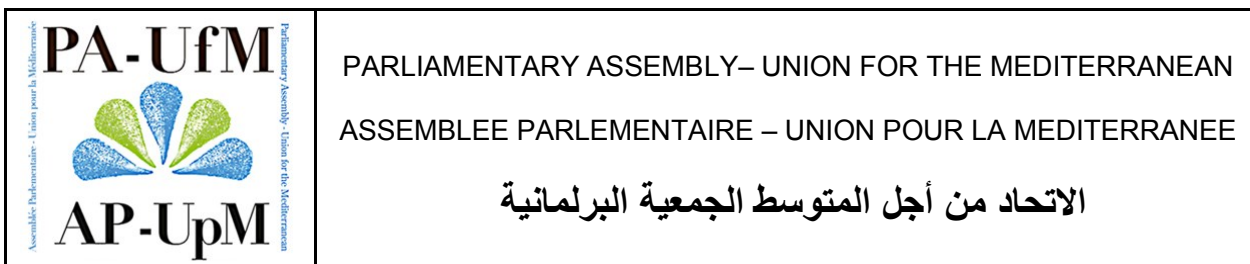 PA-UfM
Assemblée Parlementaire - Union pour la Méditerranée
Parliamentary Assembly - Union for the Mediterranean
AP-UpM
PARLIAMENTARY ASSEMBLY– UNION FOR THE MEDITERRANEAN
ASSEMBLEE PARLEMENTAIRE – UNION POUR LA MEDITERRANEE
الاتحاد من أجل المتوسط الجمعية البرلمانية